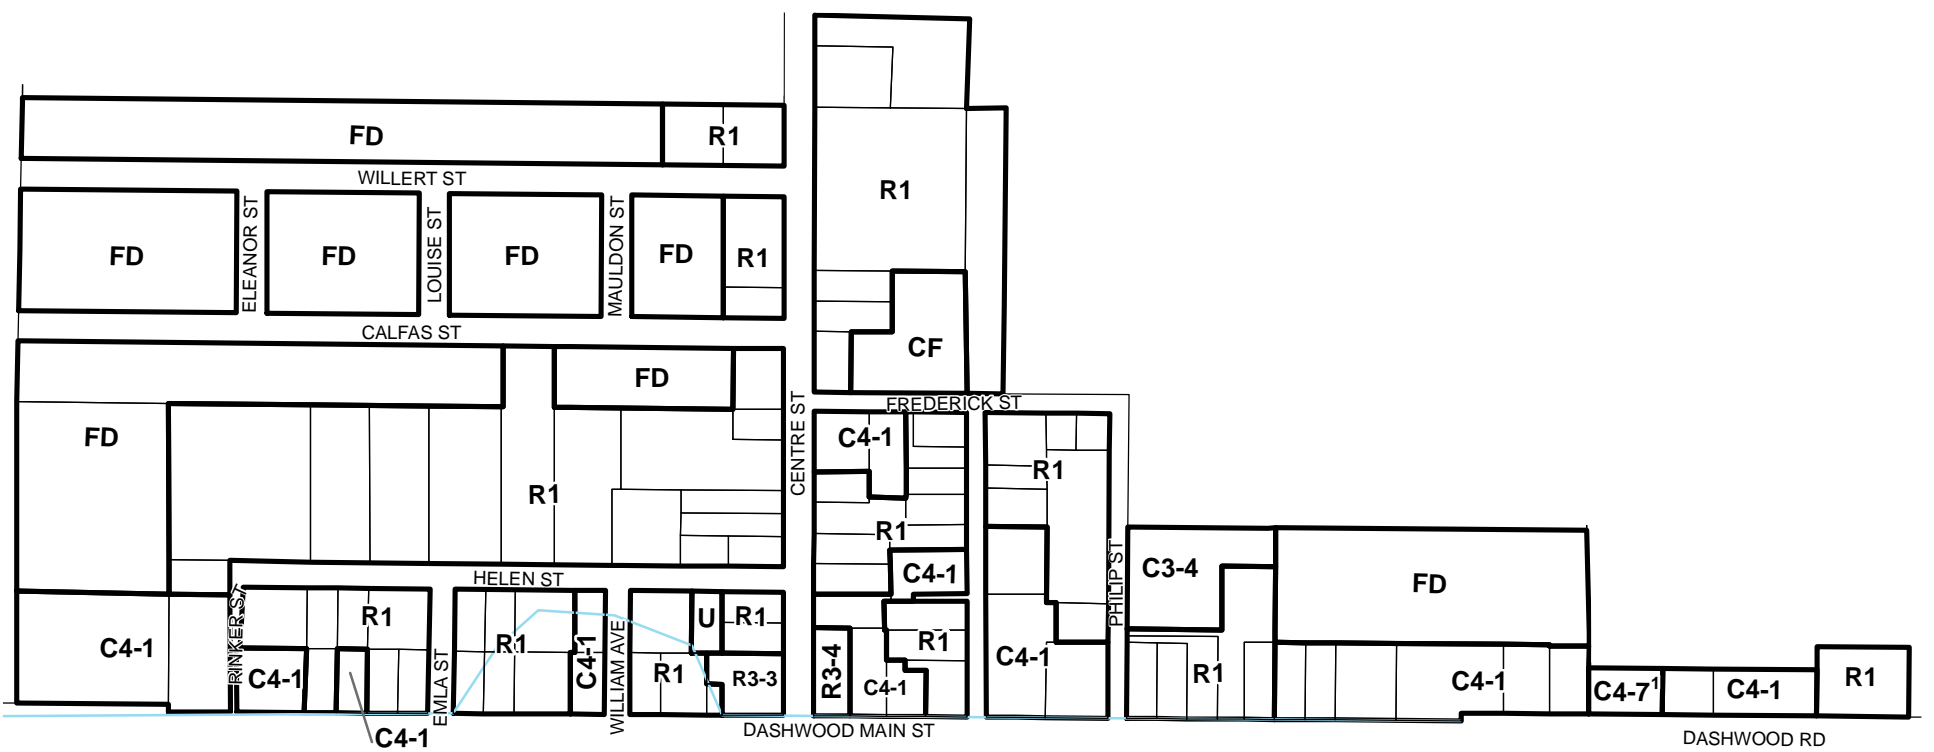 FD
R1
WILLERT ST
R1
FD
ELEANOR ST
FD
LOUISE ST
FD
MAULDON ST
FD
R1
CALFAS ST
CF
FD
FREDERICK ST
CENTRE ST
FD
C4-1
R1
R1
R1
PHILIP ST
C3-4
FD
C4-1
HELEN ST
RINKER ST
R1
R1
U
R1
R1
C4-1
C4-1
C4-1
C4-1
EMLA ST
C4-1
WILLIAM AVE
R1
R3-3
R3-4
C4-1
R1
C4-1
C4-7¹
C4-1
R1
DASHWOOD MAIN ST
DASHWOOD RD